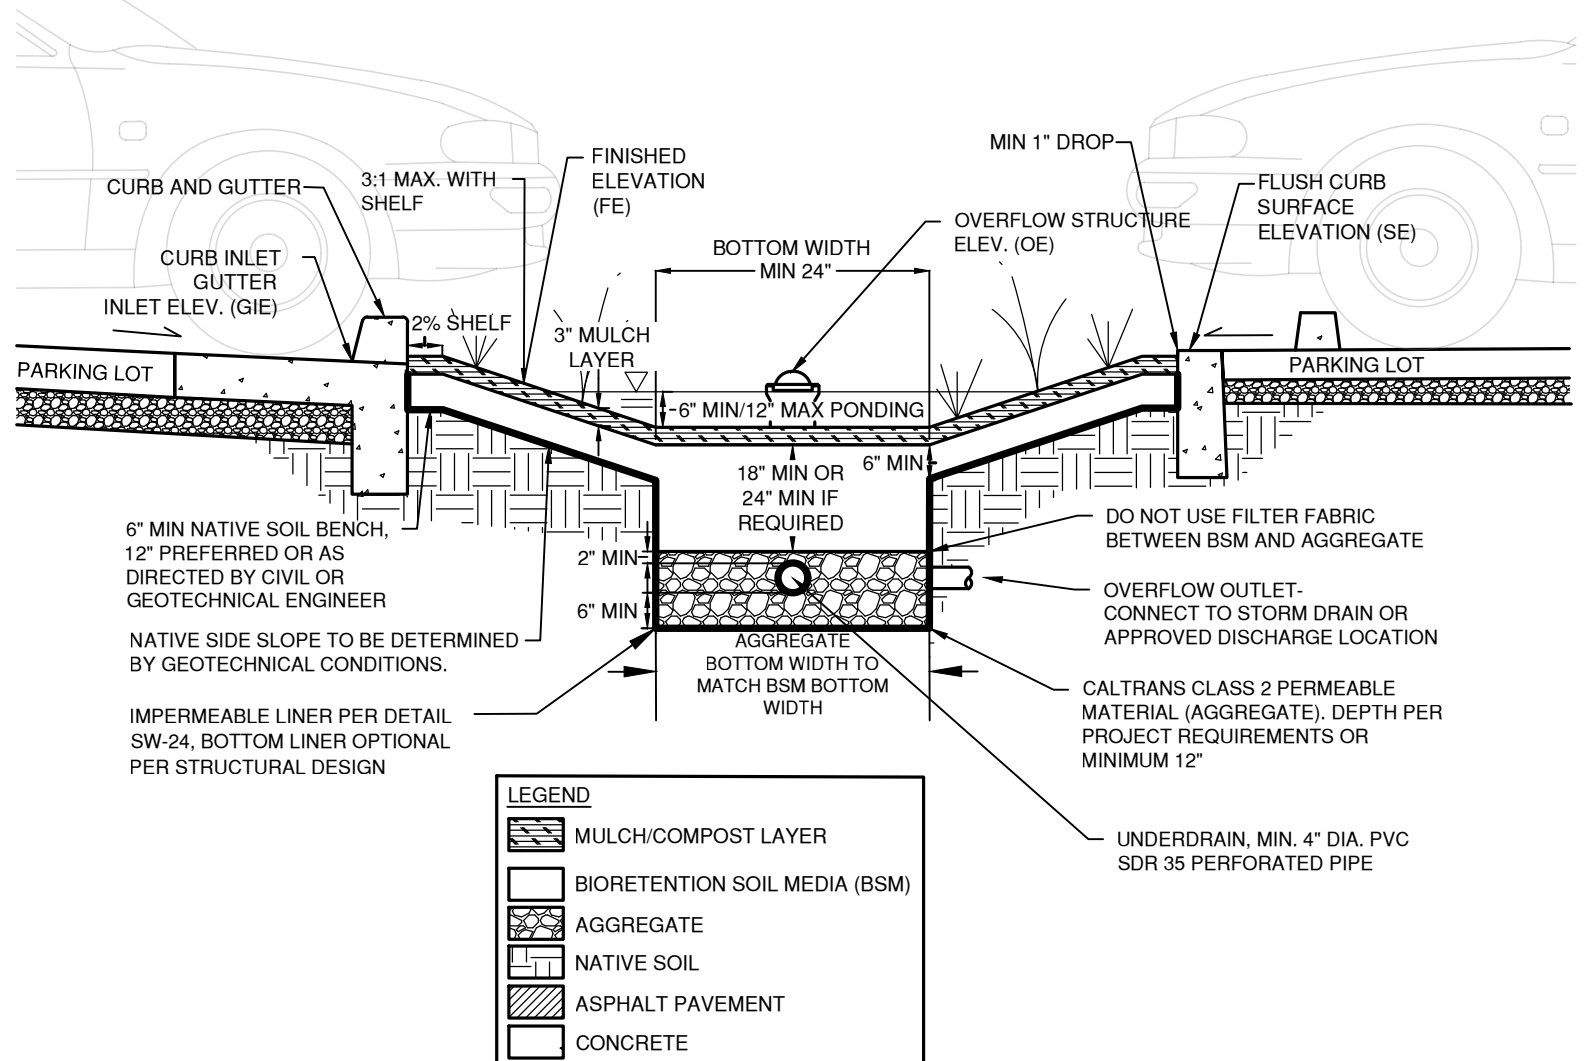 MIN 1" DROP
FINISHED
ELEVATION
(FE)
3:1 MAX. WITH
SHELF
CURB AND GUTTER
FLUSH CURB
SURFACE
ELEVATION (SE)
OVERFLOW STRUCTURE
ELEV. (OE)
BOTTOM WIDTH
MIN 24"
CURB INLET
GUTTER
INLET ELEV. (GIE)
2% SHELF
3" MULCH
LAYER
PARKING LOT
PARKING LOT
6" MIN/12" MAX PONDING
6" MIN
18" MIN OR
24" MIN IF
REQUIRED
6" MIN NATIVE SOIL BENCH,
12" PREFERRED OR AS
DIRECTED BY CIVIL OR
GEOTECHNICAL ENGINEER
DO NOT USE FILTER FABRIC
BETWEEN BSM AND AGGREGATE
2" MIN
6" MIN
OVERFLOW OUTLET-
CONNECT TO STORM DRAIN OR
APPROVED DISCHARGE LOCATION
NATIVE SIDE SLOPE TO BE DETERMINED
BY GEOTECHNICAL CONDITIONS.
AGGREGATE
BOTTOM WIDTH TO
MATCH BSM BOTTOM
WIDTH
CALTRANS CLASS 2 PERMEABLE
MATERIAL (AGGREGATE). DEPTH PER
PROJECT REQUIREMENTS OR
MINIMUM 12"
IMPERMEABLE LINER PER DETAIL
SW-24, BOTTOM LINER OPTIONAL
PER STRUCTURAL DESIGN
UNDERDRAIN, MIN. 4" DIA. PVC
SDR 35 PERFORATED PIPE
LEGEND
MULCH/COMPOST LAYER
BIORETENTION SOIL MEDIA (BSM)
AGGREGATE
NATIVE SOIL
ASPHALT PAVEMENT
CONCRETE